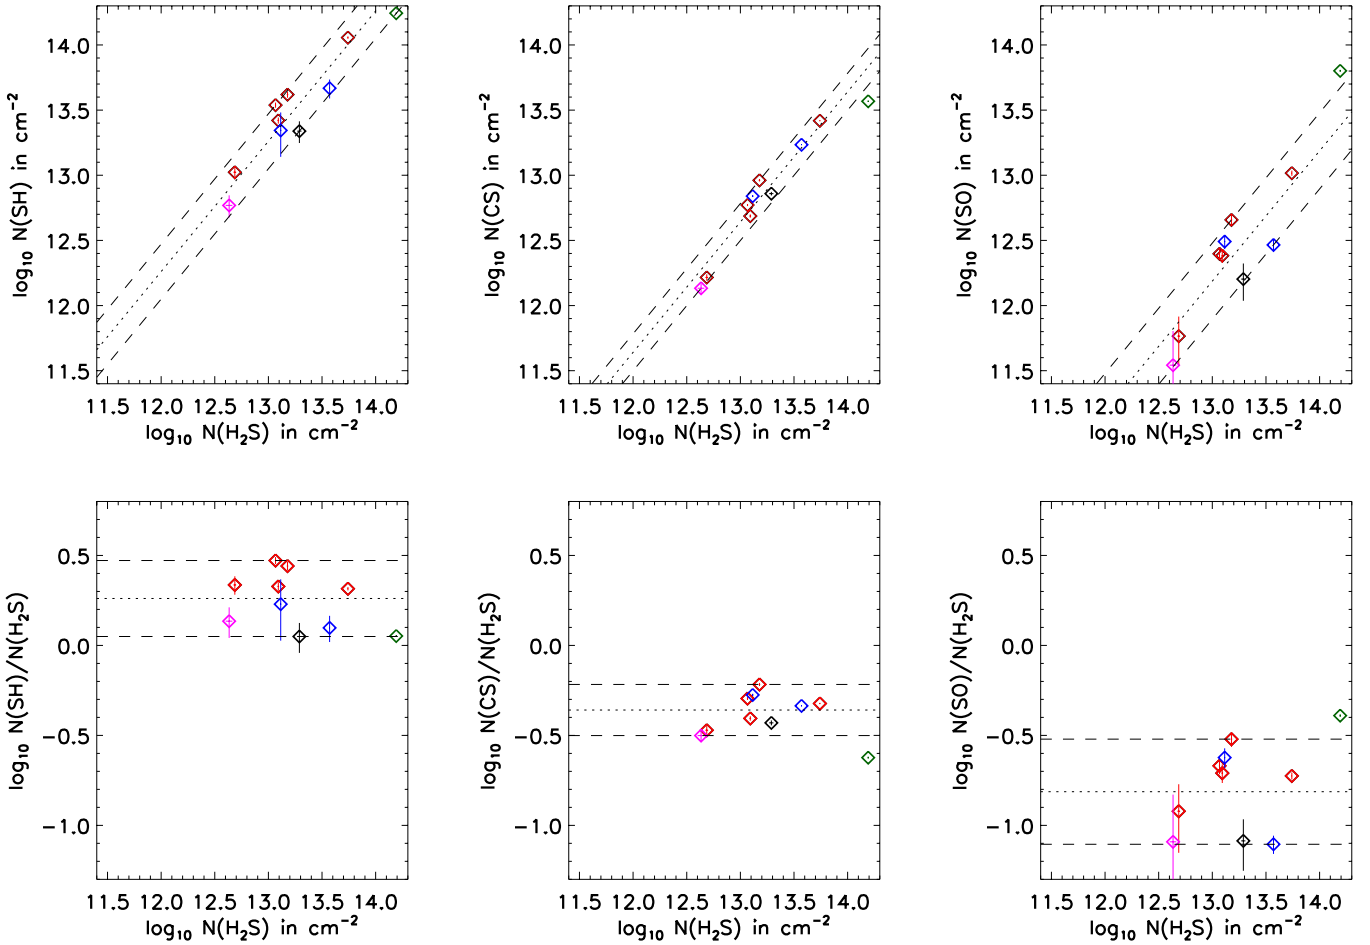 14.0
13.5
13.0
12.5
12.0
11.5
log₁₀ N(SH) in cm⁻²
11.5 12.0 12.5 13.0 13.5 14.0
log₁₀ N(H₂S) in cm⁻²
14.0
13.5
13.0
12.5
12.0
11.5
log₁₀ N(CS) in cm⁻²
11.5 12.0 12.5 13.0 13.5 14.0
log₁₀ N(H₂S) in cm⁻²
14.0
13.5
13.0
12.5
12.0
11.5
log₁₀ N(SO) in cm⁻²
11.5 12.0 12.5 13.0 13.5 14.0
log₁₀ N(H₂S) in cm⁻²
0.5
0.0
−0.5
−1.0
log₁₀ N(SH)/N(H₂S)
11.5 12.0 12.5 13.0 13.5 14.0
log₁₀ N(H₂S) in cm⁻²
0.5
0.0
−0.5
−1.0
log₁₀ N(CS)/N(H₂S)
11.5 12.0 12.5 13.0 13.5 14.0
log₁₀ N(H₂S) in cm⁻²
0.5
0.0
−0.5
−1.0
log₁₀ N(SO)/N(H₂S)
11.5 12.0 12.5 13.0 13.5 14.0
log₁₀ N(H₂S) in cm⁻²